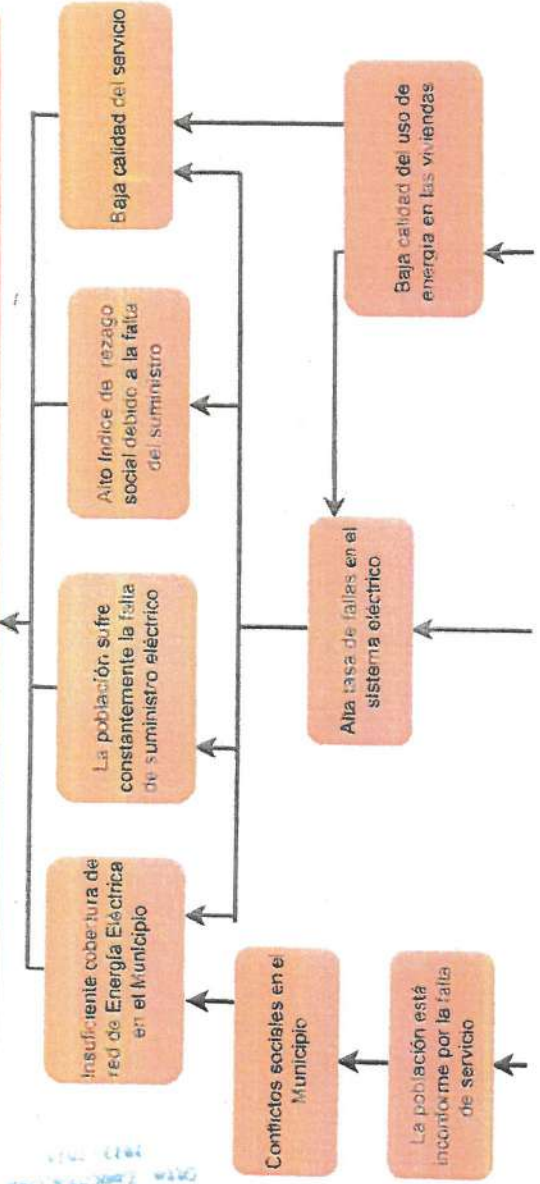 Insuficiente cobertura de
red de Energía Eléctrica
en el Municipio
La población sufre
constantemente la falta
de suministro eléctrico
Alto índice de rezago
social debido a la falta
del suministro
Baja calidad del servicio
Conflictos sociales en el
Municipio
Alta tasa de fallas en el
sistema eléctrico
Baja calidad del uso de
energía en las viviendas
La población está
inconforme por la falta
de servicio